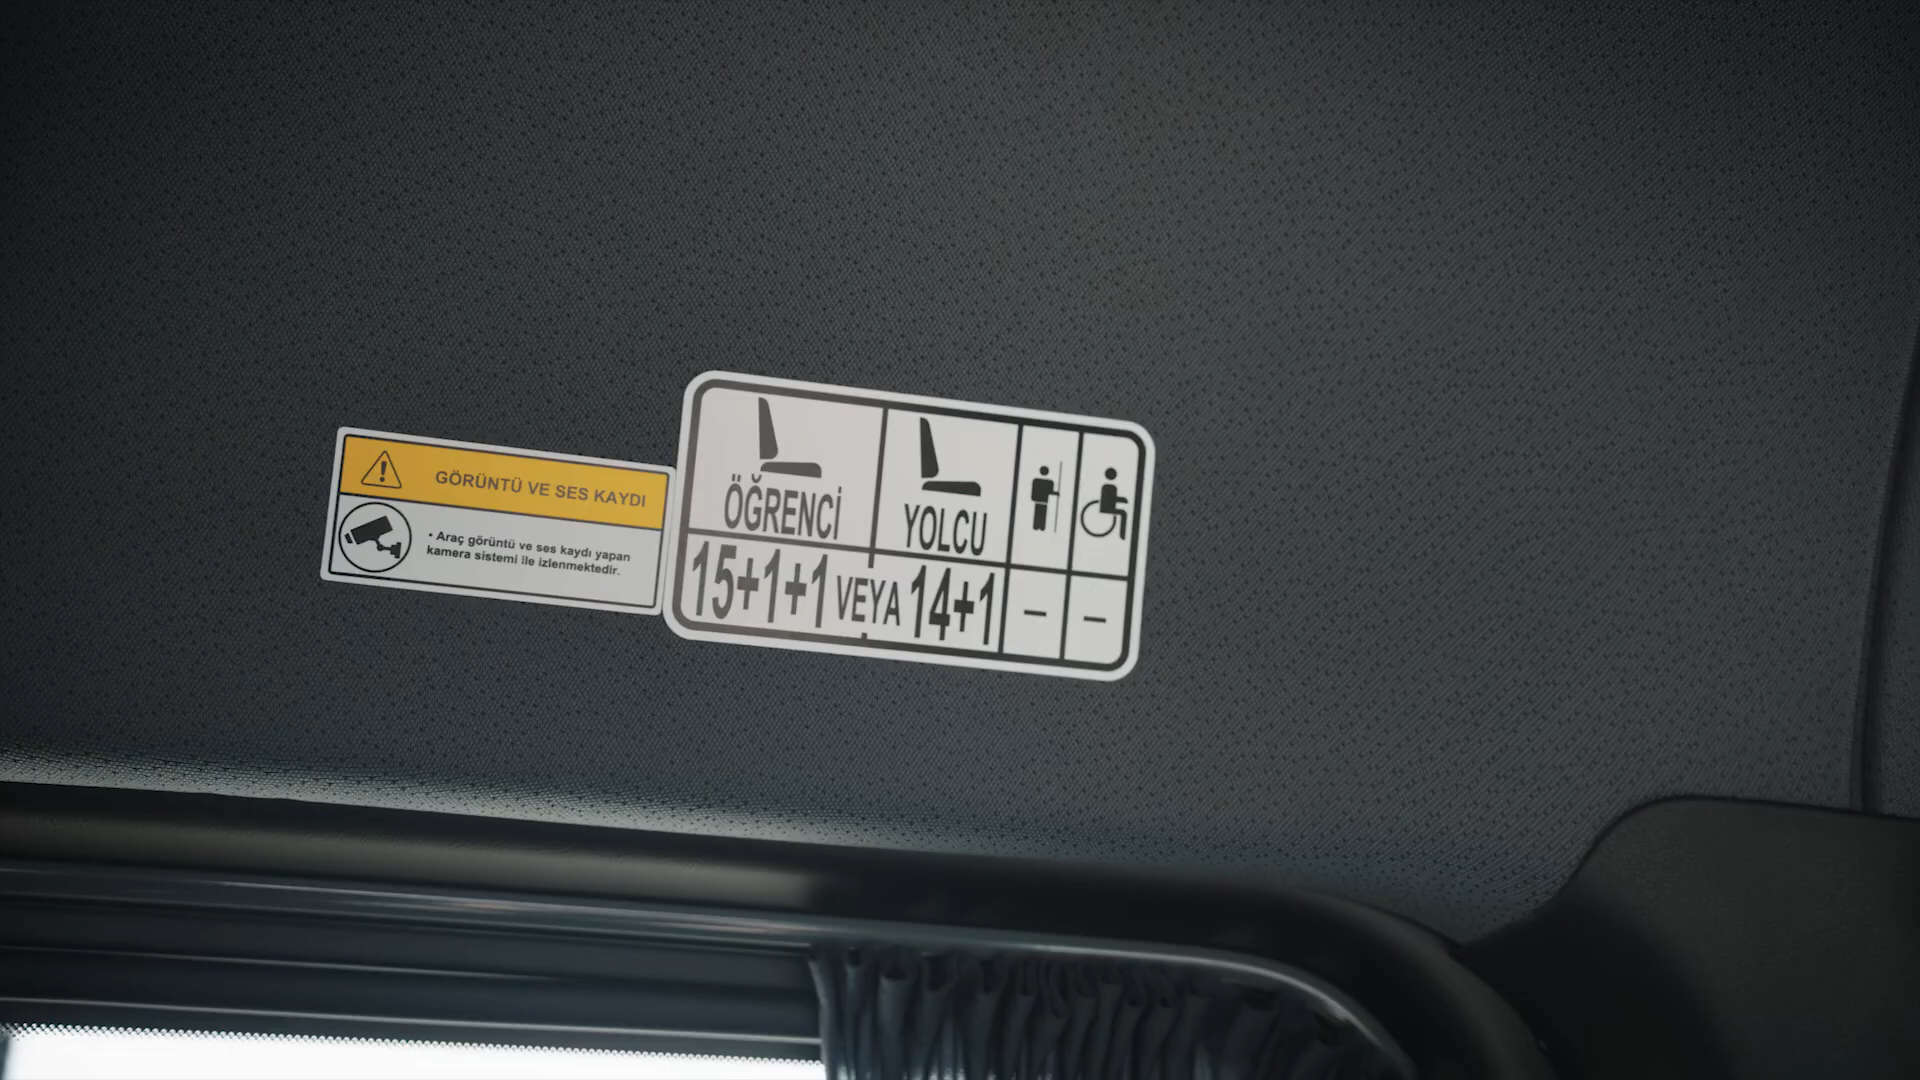 GÖRÜNTÜ VE SES KAYDI
• Araç görüntü ve ses kaydı yapan
kamera sistemi ile izlenmektedir.
ÖĞRENCİ YOLCU
15+1+1 VEYA 14+1 – –